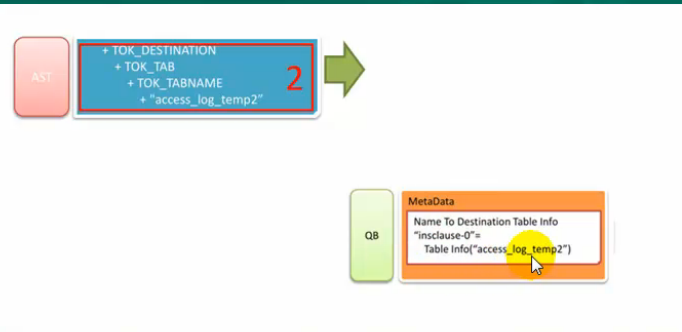 AST
+ TOK_DESTINATION
+ TOK_TAB
+ TOK_TABNAME
+ "access_log_temp2"
2
MetaData
QB
Name To Destination Table Info
"insclause-0"=
Table Info("access_log_temp2")